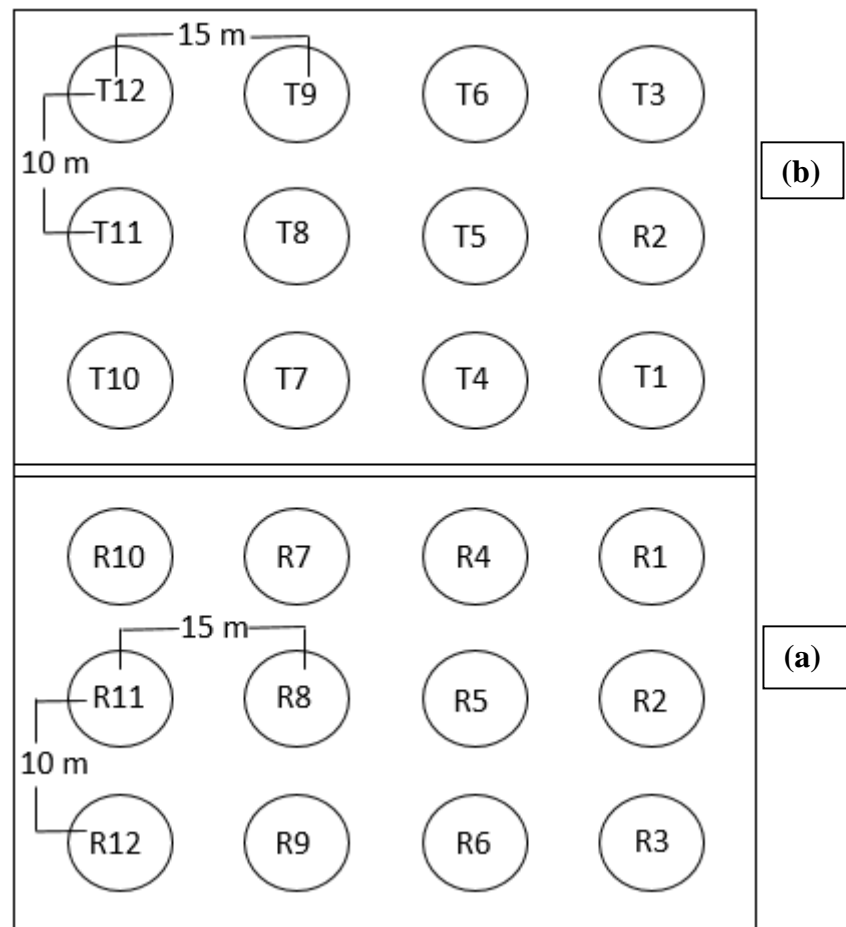 15 m
T12 T9 T6 T3
10 m
(b)
T11 T8 T5 R2
T10 T7 T4 T1
R10 R7 R4 R1
15 m
(a)
R11 R8 R5 R2
10 m
R12 R9 R6 R3